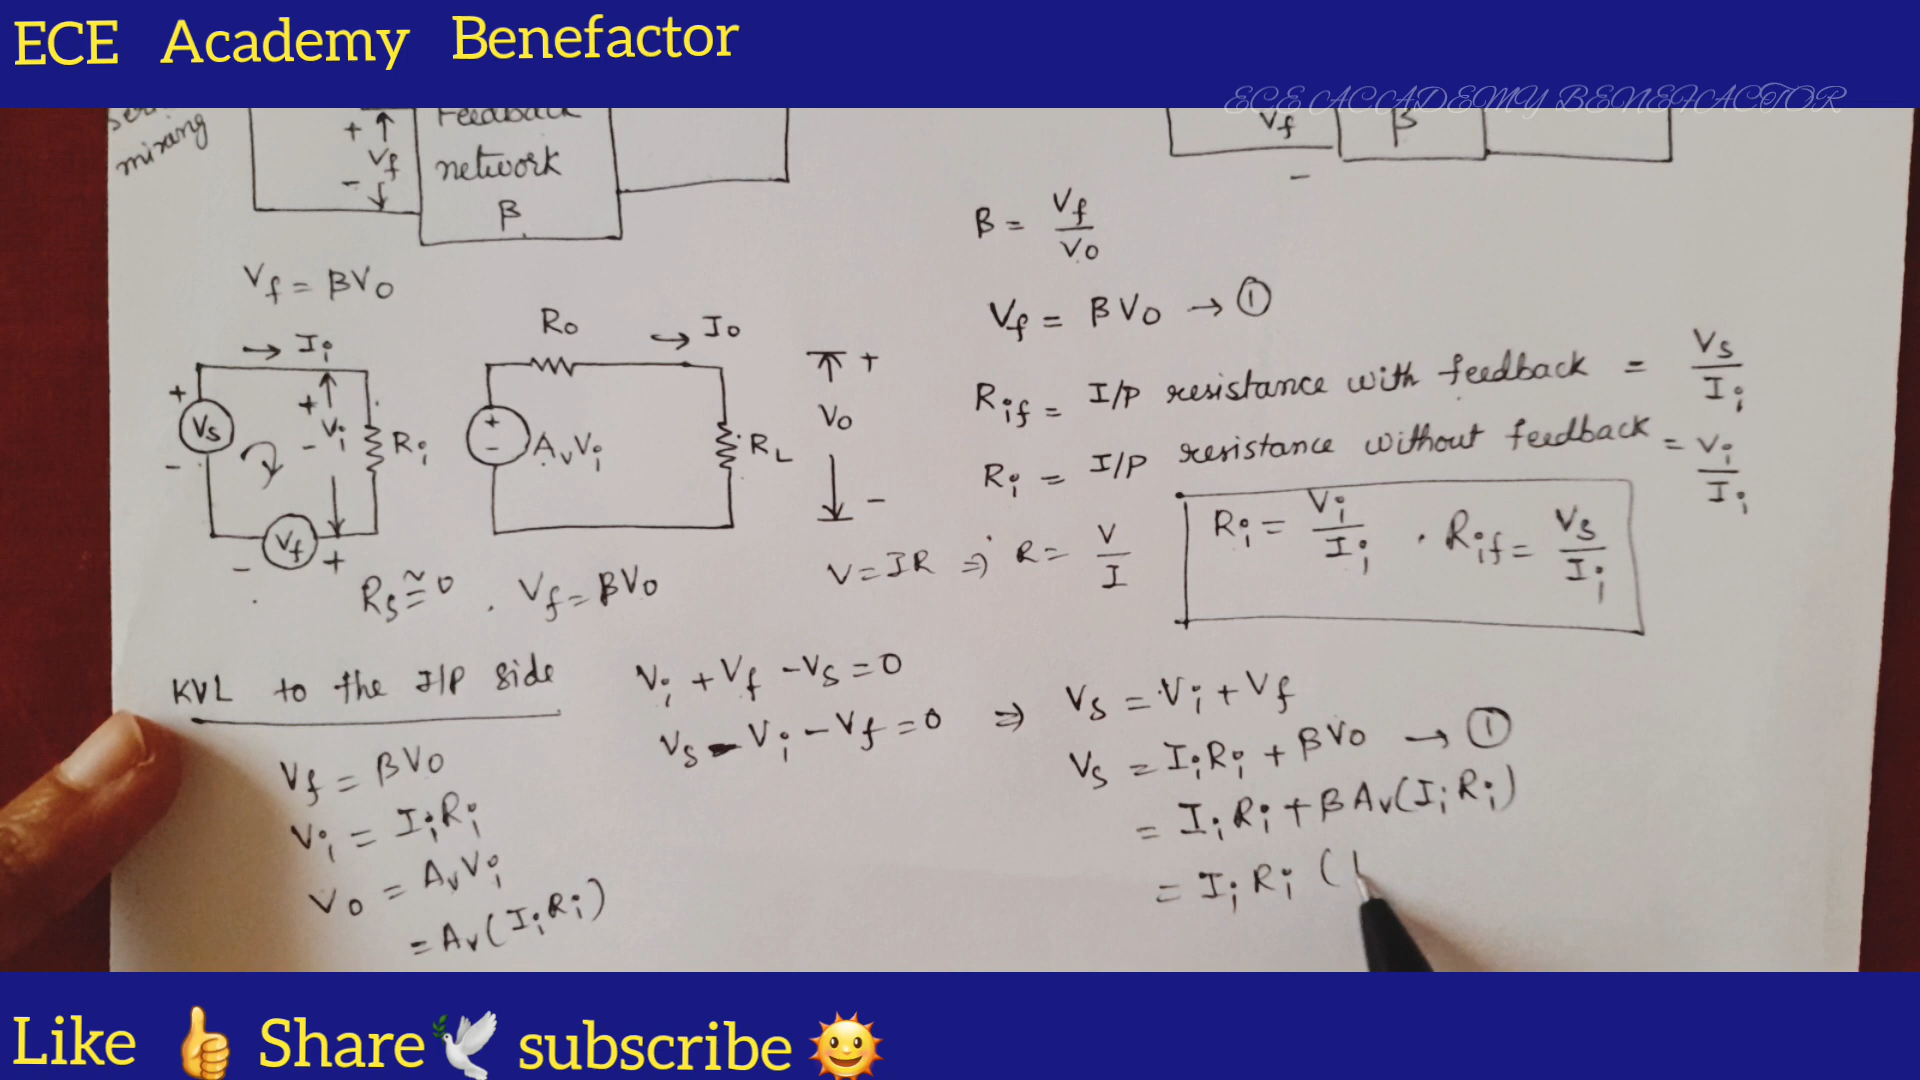 ECE Academy Benefactor
ECE ACCADEMY BENEFACTOR
mixing
+ Vf -
Feedback
network
β
Vf
β
-
Vf = βVo
β = Vf/Vo
Vf = βVo → ①
→ Ii
+ Vs -
+ Vi -
Ri
- Vf +
Ro
→ Io
+ -
AvVi
RL
+ Vo -
Rs ≅ 0 . Vf = βVo
Rif = I/P resistance with feedback = Vs/Ii
Ri = I/P resistance without feedback = Vi/Ii
V = IR ⇒ R = V/I
Ri = Vi/Ii . Rif = Vs/Ii
KVL to the I/P side
Vi + Vf - Vs = 0
Vs - Vi - Vf = 0 ⇒ Vs = Vi + Vf
Vf = βVo
Vi = IiRi
Vo = AvVi
= Av(IiRi)
Vs = IiRi + βVo → ①
= IiRi + βAv(IiRi)
= IiRi (1
Like 👍 Share 🕊 subscribe 🌞